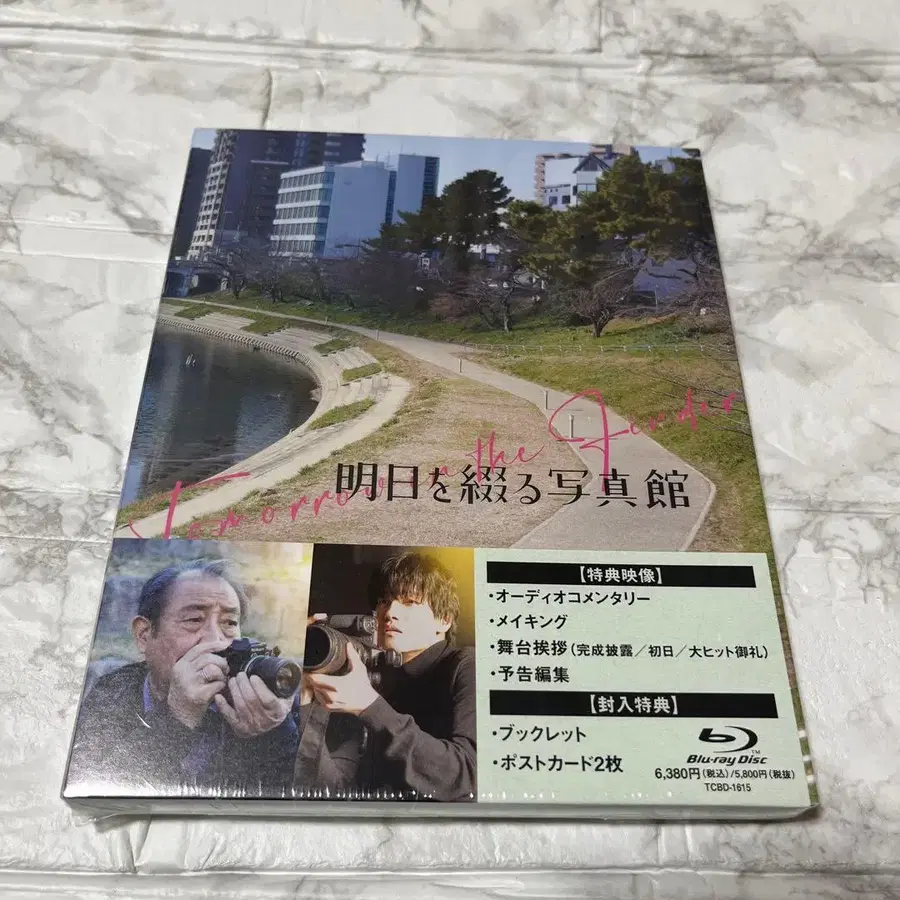 Tomorrow in the Finder
明日を綴る写真館
【特典映像】
・オーディオコメンタリー
・メイキング
・舞台挨拶（完成披露／初日／大ヒット御礼）
・予告編集
【封入特典】
・ブックレット
・ポストカード2枚
Blu-ray Disc™
6,380円（税込）/5,800円（税抜）
TCBD-1615